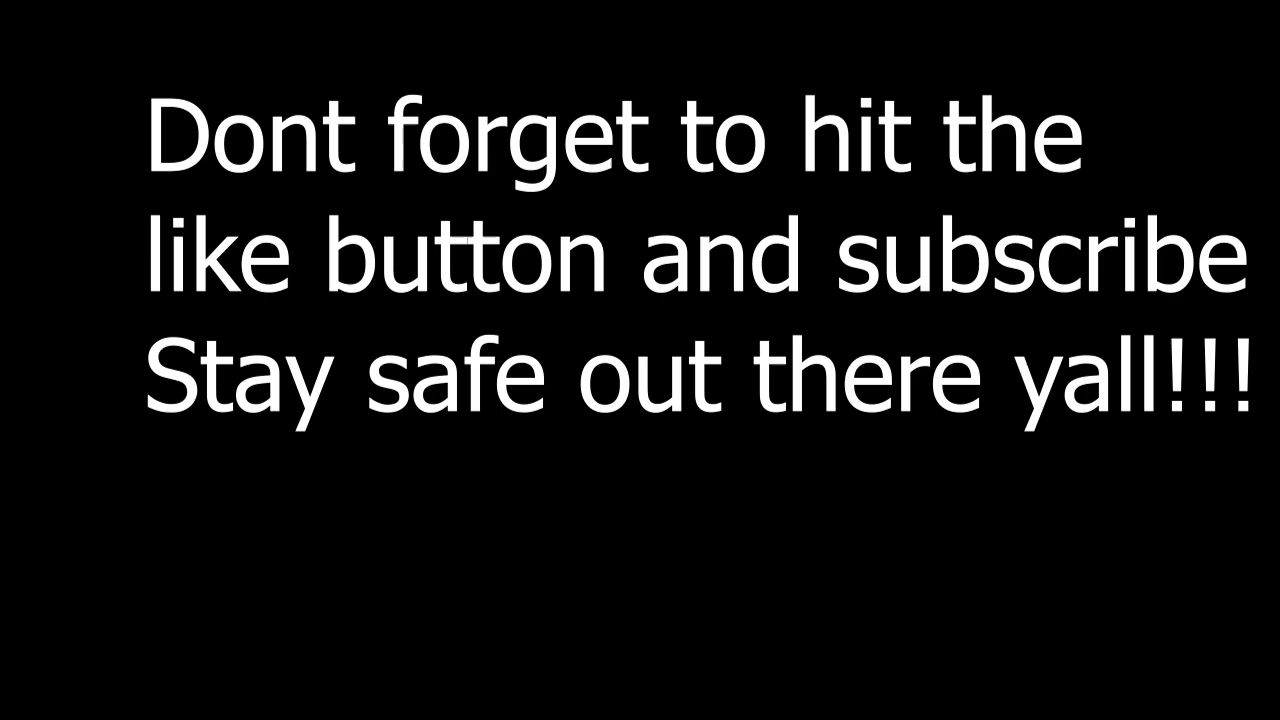 Dont forget to hit the
like button and subscribe
Stay safe out there yall!!!